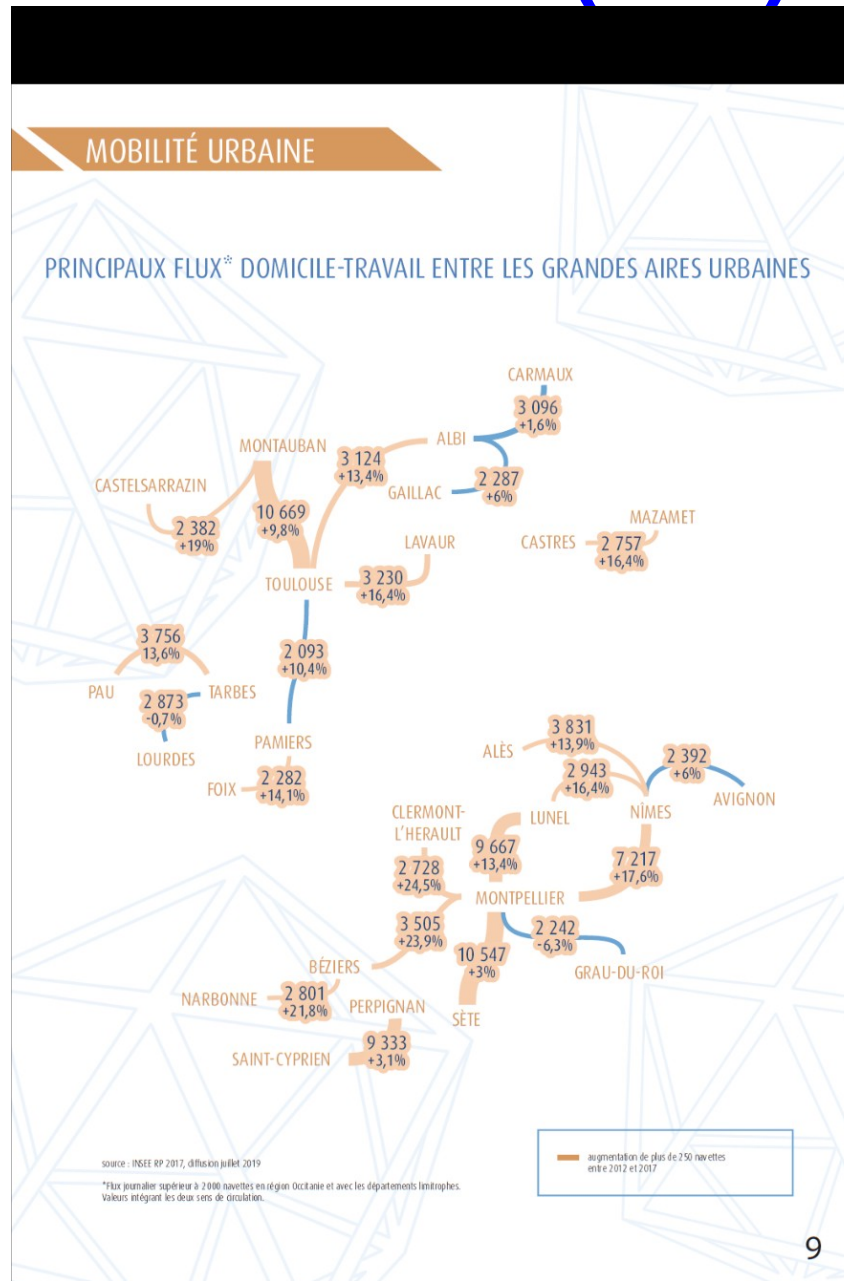 MOBILITÉ URBAINE
PRINCIPAUX FLUX* DOMICILE-TRAVAIL ENTRE LES GRANDES AIRES URBAINES
CARMAUX
3 096
+1,6%
ALBI
MONTAUBAN
3 124
+13,4%
2 287
+6%
GAILLAC
CASTELSARRAZIN
10 669
+9,8%
2 382
+19%
MAZAMET
LAVAUR
CASTRES
2 757
+16,4%
TOULOUSE
3 230
+16,4%
3 756
13,6%
2 093
+10,4%
PAU
TARBES
2 873
-0,7%
LOURDES
PAMIERS
FOIX
2 282
+14,1%
3 831
+13,9%
ALÈS
2 392
+6%
2 943
+16,4%
AVIGNON
CLERMONT-
L'HERAULT
LUNEL
NÎMES
9 667
+13,4%
2 728
+24,5%
7 217
+17,6%
MONTPELLIER
3 505
+23,9%
2 242
-6,3%
10 547
+3%
GRAU-DU-ROI
BÉZIERS
NARBONNE
2 801
+21,8%
PERPIGNAN
SÈTE
9 333
+3,1%
SAINT-CYPRIEN
source : INSEE RP 2017, diffusion juillet 2019
*Flux journalier supérieur à 2 000 navettes en région Occitanie et avec les départements limitrophes.
Valeurs intégrant les deux sens de circulation.
augmentation de plus de 250 navettes
entre 2012 et 2017
9